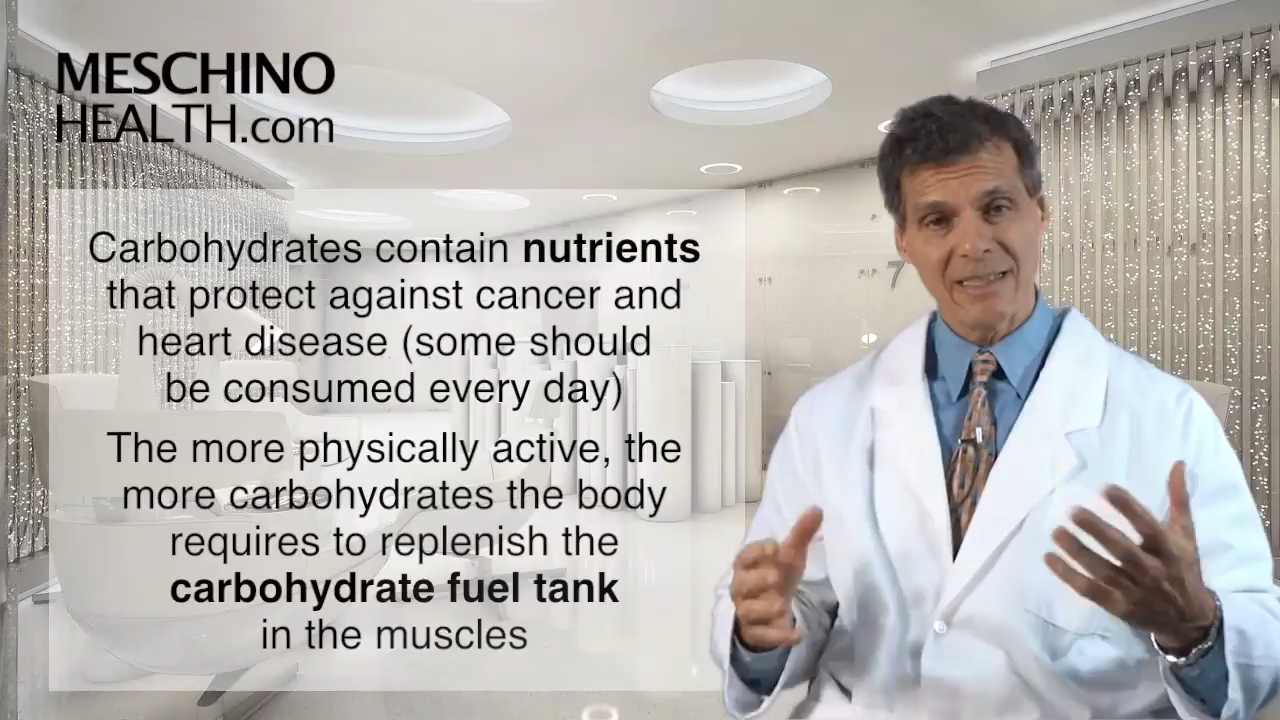 MESCHINO
HEALTH.com
Carbohydrates contain nutrients
that protect against cancer and
heart disease (some should
be consumed every day)
The more physically active, the
more carbohydrates the body
requires to replenish the
carbohydrate fuel tank
in the muscles
7